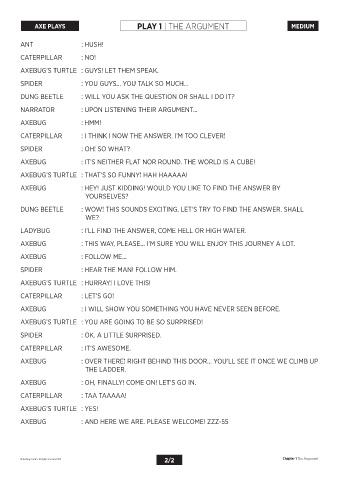 AXE PLAYS
PLAY 1 | THE ARGUMENT
MEDIUM
ANT : HUSH!
CATERPILLAR : NO!
AXEBUG'S TURTLE : GUYS! LET THEM SPEAK.
SPIDER : YOU GUYS... YOU TALK SO MUCH...
DUNG BEETLE : WILL YOU ASK THE QUESTION OR SHALL I DO IT?
NARRATOR : UPON LISTENING THEIR ARGUMENT...
AXEBUG : HMM!
CATERPILLAR : I THINK I NOW THE ANSWER. I'M TOO CLEVER!
SPIDER : OH! SO WHAT?
AXEBUG : IT'S NEITHER FLAT NOR ROUND. THE WORLD IS A CUBE!
AXEBUG'S TURTLE : THAT'S SO FUNNY! HAH HAAAAA!
AXEBUG : HEY! JUST KIDDING! WOULD YOU LIKE TO FIND THE ANSWER BY
YOURSELVES?
DUNG BEETLE : WOW! THIS SOUNDS EXCITING. LET'S TRY TO FIND THE ANSWER. SHALL
WE?
LADYBUG : I'LL FIND THE ANSWER, COME HELL OR HIGH WATER.
AXEBUG : THIS WAY, PLEASE... I'M SURE YOU WILL ENJOY THIS JOURNEY A LOT.
AXEBUG : FOLLOW ME...
SPIDER : HEAR THE MAN! FOLLOW HIM.
AXEBUG'S TURTLE : HURRAY! I LOVE THIS!
CATERPILLAR : LET'S GO!
AXEBUG : I WILL SHOW YOU SOMETHING YOU HAVE NEVER SEEN BEFORE.
AXEBUG'S TURTLE : YOU ARE GOING TO BE SO SURPRISED!
SPIDER : OK. A LITTLE SURPRISED.
CATERPILLAR : IT'S AWESOME.
AXEBUG : OVER THERE! RIGHT BEHIND THIS DOOR... YOU'LL SEE IT ONCE WE CLIMB UP
THE LADDER.
AXEBUG : OH, FINALLY! COME ON! LET'S GO IN.
CATERPILLAR : TAA TAAAAA!
AXEBUG'S TURTLE : YES!
AXEBUG : AND HERE WE ARE. PLEASE WELCOME! ZZZ-55
2/2